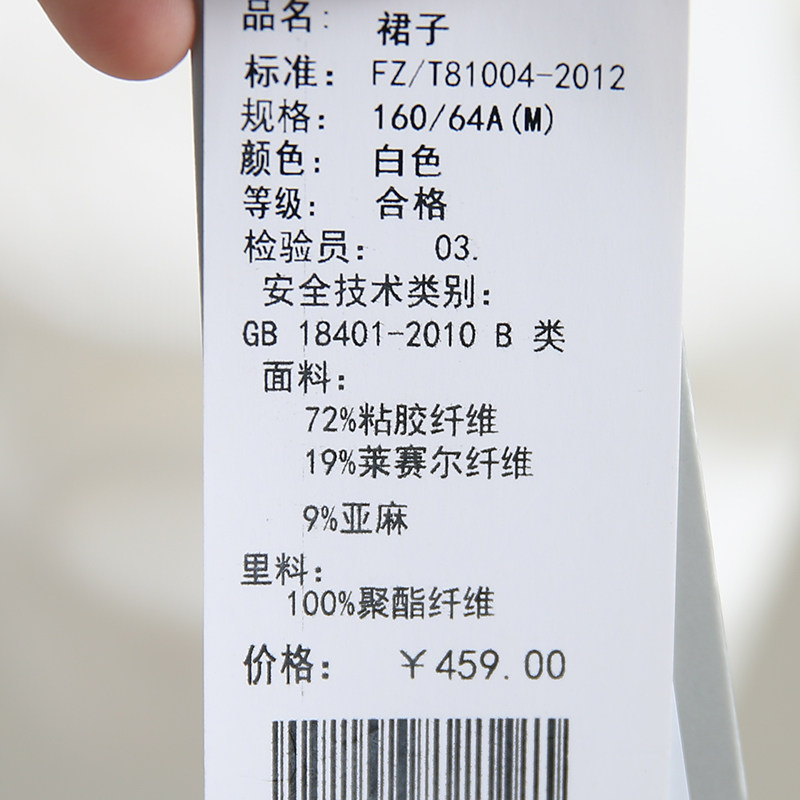 品名: 裙子
标准: FZ/T81004-2012
规格: 160/64A(M)
颜色: 白色
等级: 合格
检验员: 03.
安全技术类别:
GB 18401-2010 B 类
面料:
72%粘胶纤维
19%莱赛尔纤维
9%亚麻
里料:
100%聚酯纤维
价格: ￥459.00